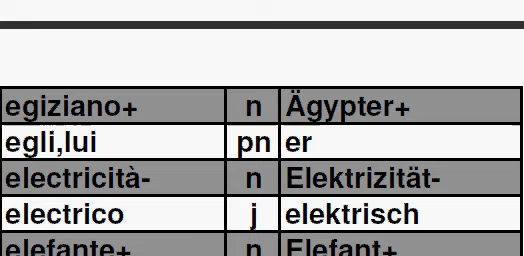 egiziano+ n Ägypter+
egli,lui pn er
electricità- n Elektrizität-
electrico j elektrisch
elefante+ n Elefant+